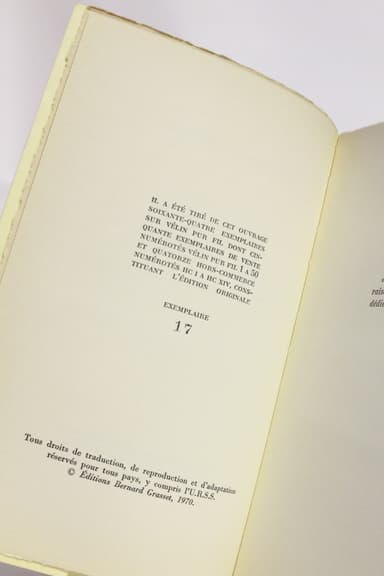 IL A ÉTÉ TIRÉ DE CET OUVRAGE
SOIXANTE-QUATRE EXEMPLAIRES
SUR VÉLIN PUR FIL DONT CIN-
QUANTE EXEMPLAIRES DE VENTE
NUMÉROTÉS VÉLIN PUR FIL 1 A 50
ET QUATORZE HORS-COMMERCE
NUMÉROTÉS HC I A HC XIV, CONS-
TITUANT L'ÉDITION ORIGINALE
EXEMPLAIRE
17
Tous droits de traduction, de reproduction et d'adaptation
réservés pour tous pays, y compris l'U.R.S.S.
© Éditions Bernard Grasset, 1970.